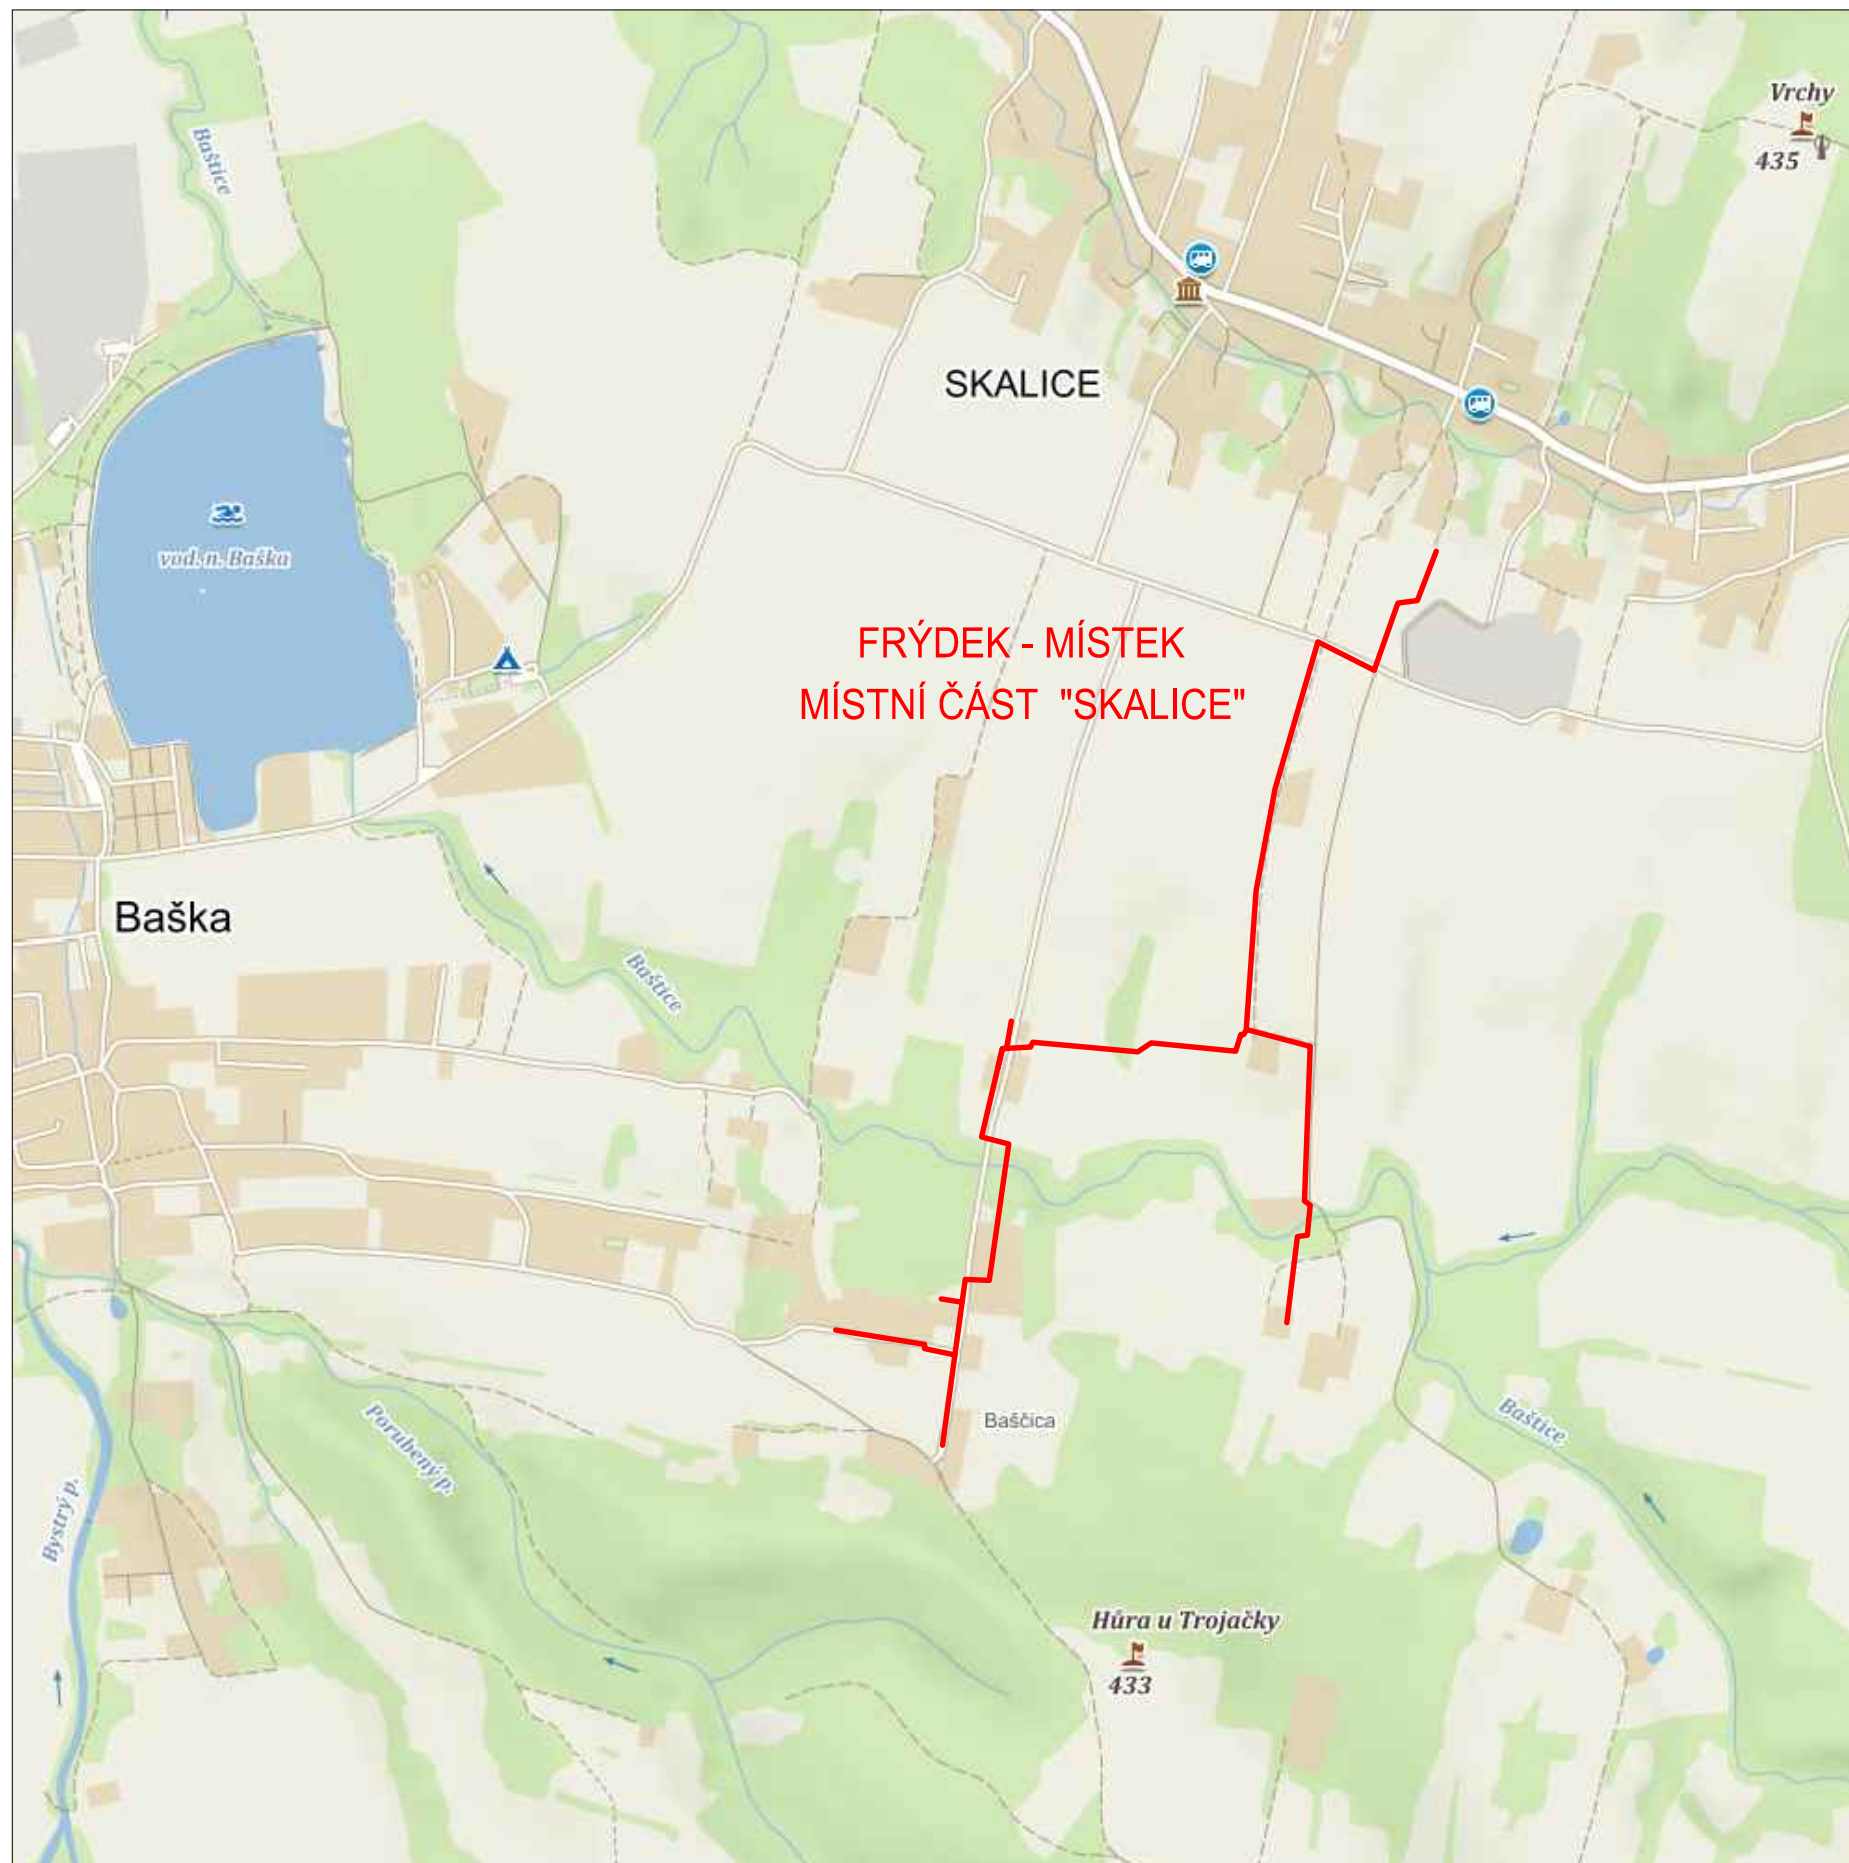 Vrchy
435
Baštice
SKALICE
vod. n. Baška
FRÝDEK - MÍSTEK
MÍSTNÍ ČÁST "SKALICE"
Baška
Baštice
Baščica
Baštice
Porubený p.
Bystrý p.
Hůra u Trojačky
433